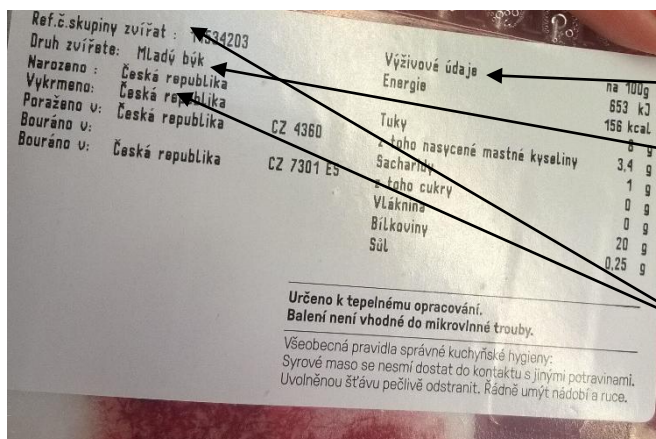 Ref.č.skupiny zvířat :
Druh zvířete: Mladý býk
Narozeno : Česká republika
Vykrmeno: Česká republika
Poraženo v: Česká republika CZ 4360
Bouráno v:
Bouráno v: Česká republika CZ 7301 ES
Výživové údaje na 100g
Energie 653 kJ
156 kcal
Tuky 8 g
z toho nasycené mastné kyseliny 3,4 g
Sacharidy 1 g
z toho cukry 0 g
Vláknina 0 g
Bílkoviny 20 g
Sůl 0,25 g
Určeno k tepelnému opracování.
Balení není vhodné do mikrovlnné trouby.
Všeobecná pravidla správné kuchyňské hygieny:
Syrové maso se nesmí dostat do kontaktu s jinými potravinami.
Uvolněnou šťávu pečlivě odstranit. Řádně umýt nádobí a ruce.